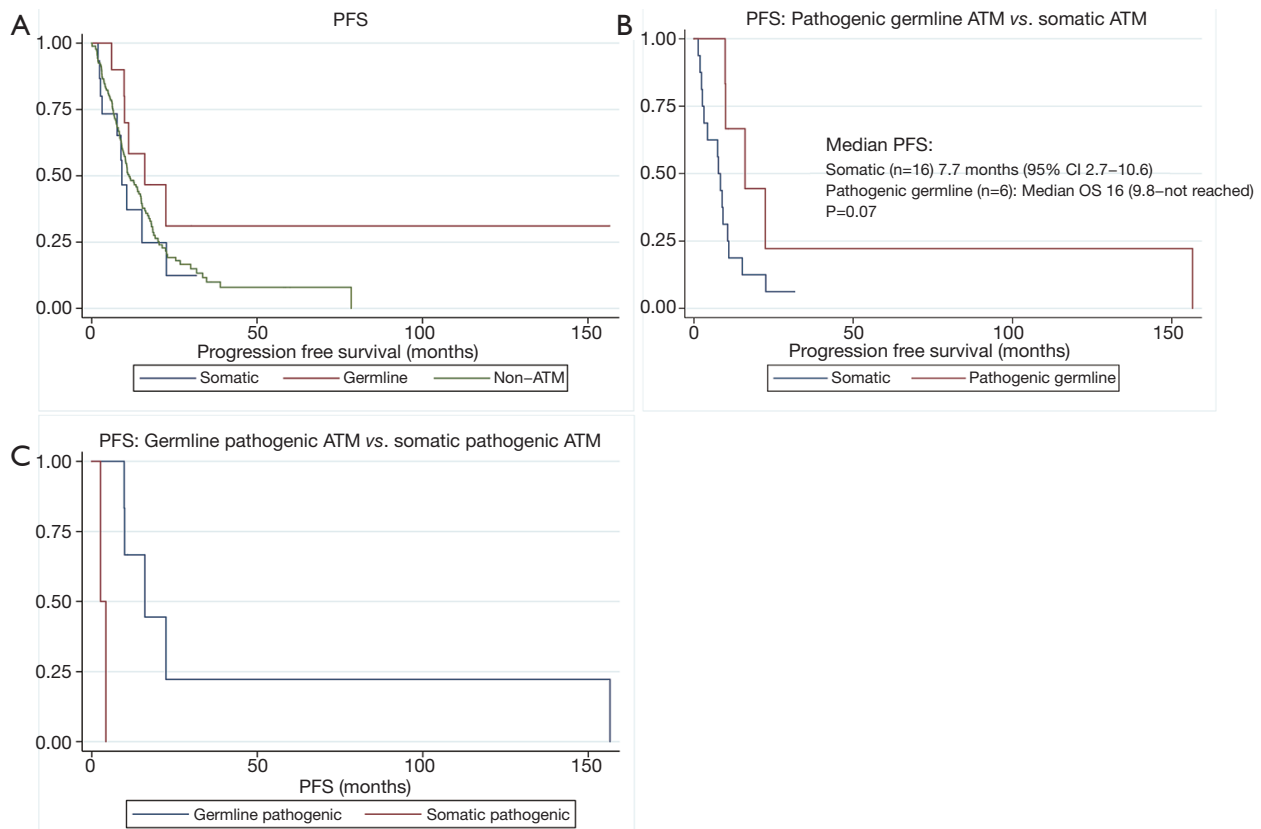 A
PFS
1.00
0.75
0.50
0.25
0.00
0 50 100 150
Progression free survival (months)
Somatic Germline Non–ATM
B
PFS: Pathogenic germline ATM vs. somatic ATM
1.00
0.75
0.50
0.25
0.00
Median PFS:
Somatic (n=16) 7.7 months (95% CI 2.7–10.6)
Pathogenic germline (n=6): Median OS 16 (9.8–not reached)
P=0.07
0 50 100 150
Progression free survival (months)
Somatic Pathogenic germline
C
PFS: Germline pathogenic ATM vs. somatic pathogenic ATM
1.00
0.75
0.50
0.25
0.00
0 50 100 150
PFS (months)
Germline pathogenic Somatic pathogenic